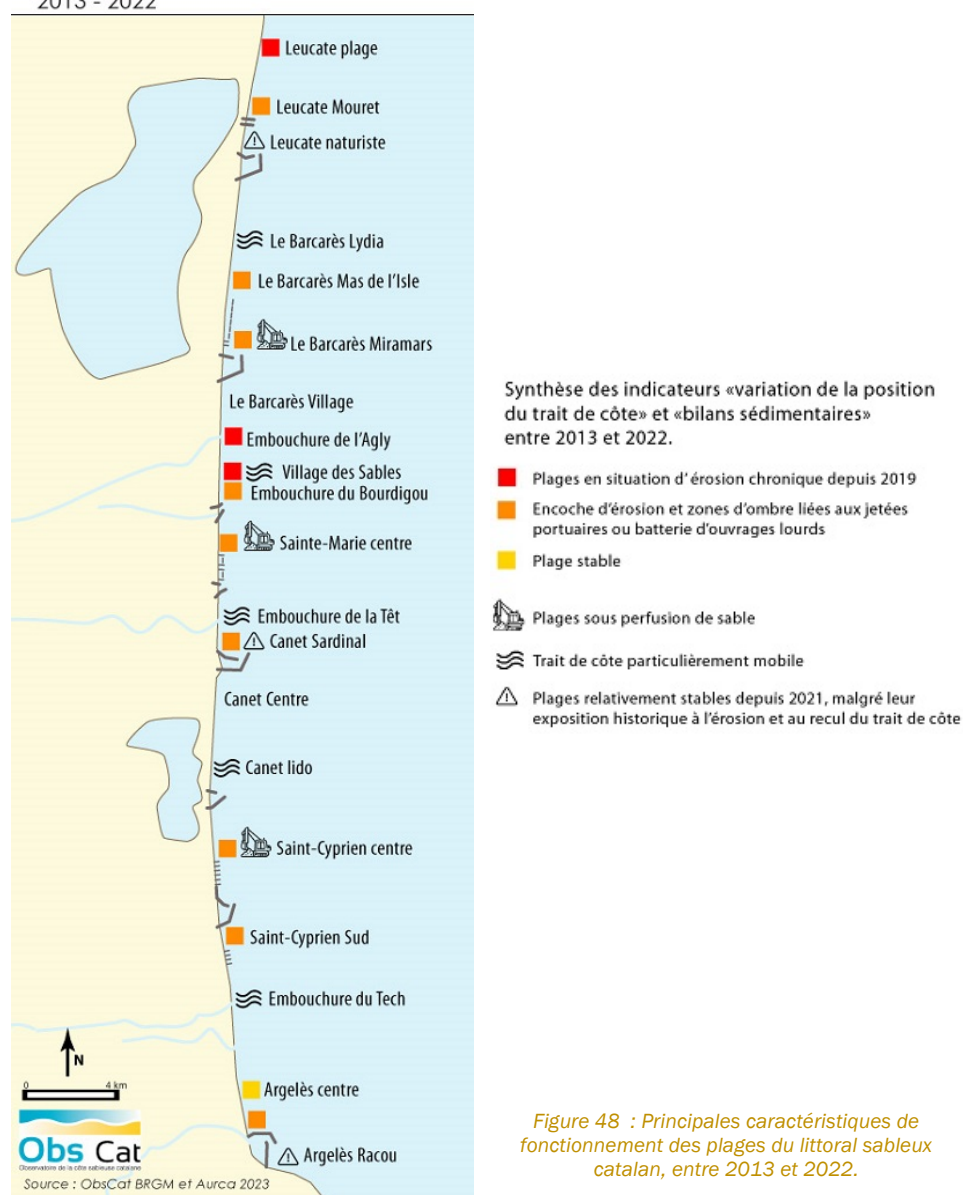 2013 - 2022
Leucate plage
Leucate Mouret
Leucate naturiste
Le Barcarès Lydia
Le Barcarès Mas de l'Isle
Le Barcarès Miramars
Le Barcarès Village
Embouchure de l'Agly
Village des Sables
Embouchure du Bourdigou
Sainte-Marie centre
Embouchure de la Têt
Canet Sardinal
Canet Centre
Canet lido
Saint-Cyprien centre
Saint-Cyprien Sud
Embouchure du Tech
Argelès centre
Argelès Racou
N
0 4 km
Obs Cat
Observatoire de la côte sableuse catalane
Source : ObsCat BRGM et Aurca 2023
Synthèse des indicateurs «variation de la position
du trait de côte» et «bilans sédimentaires»
entre 2013 et 2022.
Plages en situation d'érosion chronique depuis 2019
Encoche d'érosion et zones d'ombre liées aux jetées
portuaires ou batterie d'ouvrages lourds
Plage stable
Plages sous perfusion de sable
Trait de côte particulièrement mobile
Plages relativement stables depuis 2021, malgré leur
exposition historique à l'érosion et au recul du trait de côte
Figure 48 : Principales caractéristiques de
fonctionnement des plages du littoral sableux
catalan, entre 2013 et 2022.